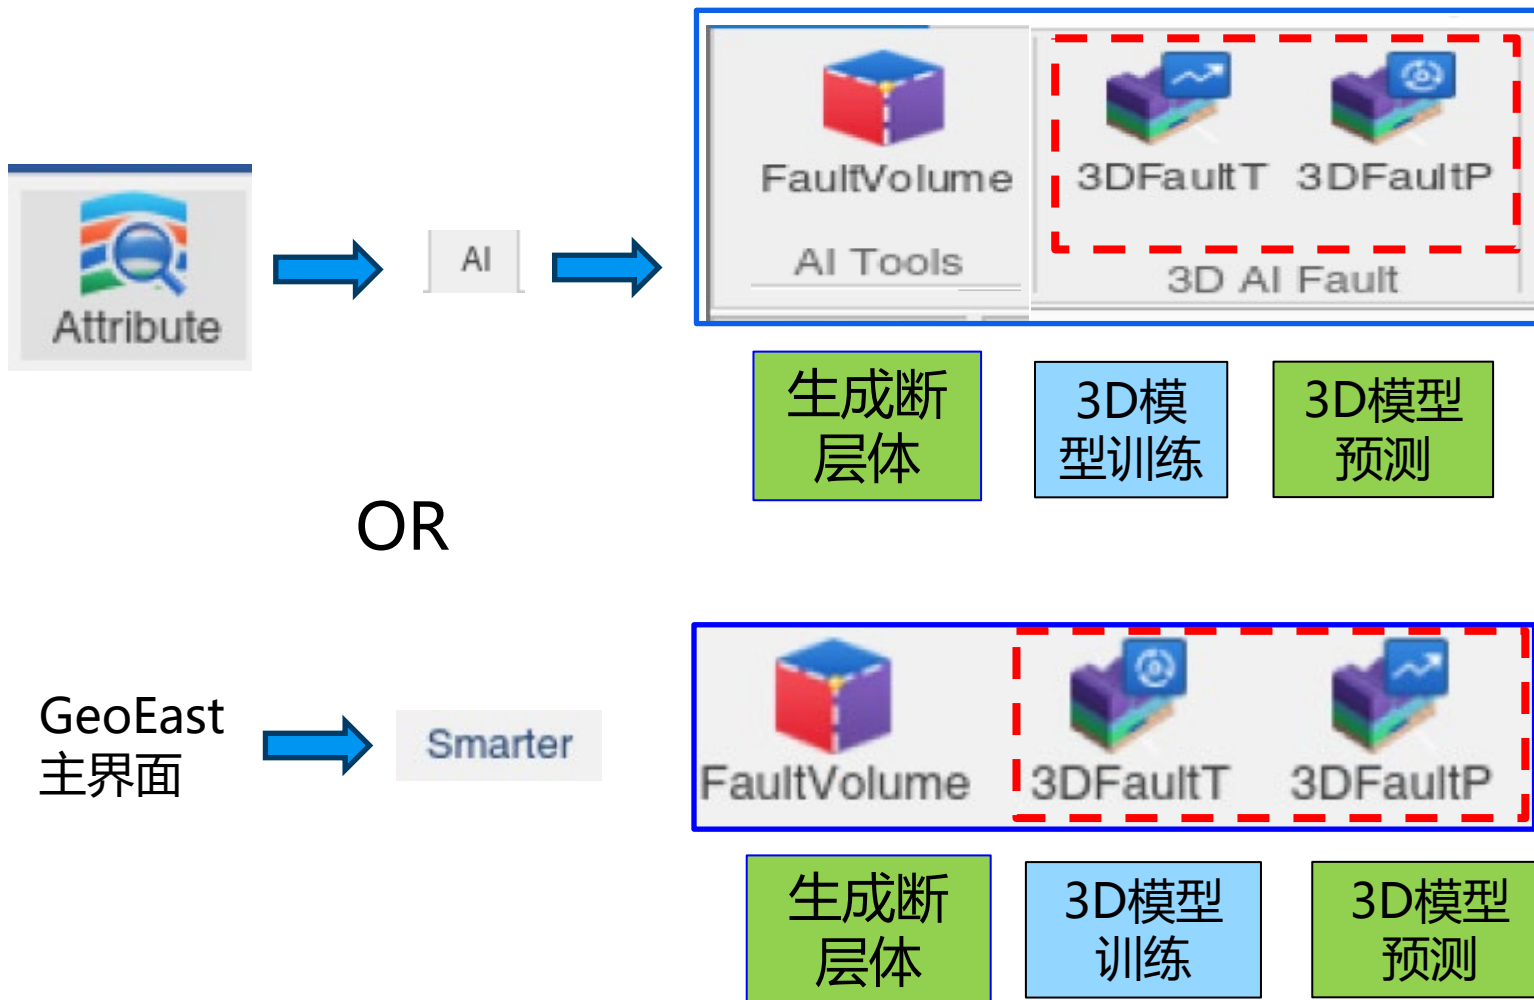 FaultVolume
3DFaultT
3DFaultP
AI Tools
3D AI Fault
Attribute
AI
生成断
层体
3D模
型训练
3D模型
预测
OR
GeoEast
主界面
Smarter
FaultVolume
3DFaultT
3DFaultP
生成断
层体
3D模型
训练
3D模型
预测